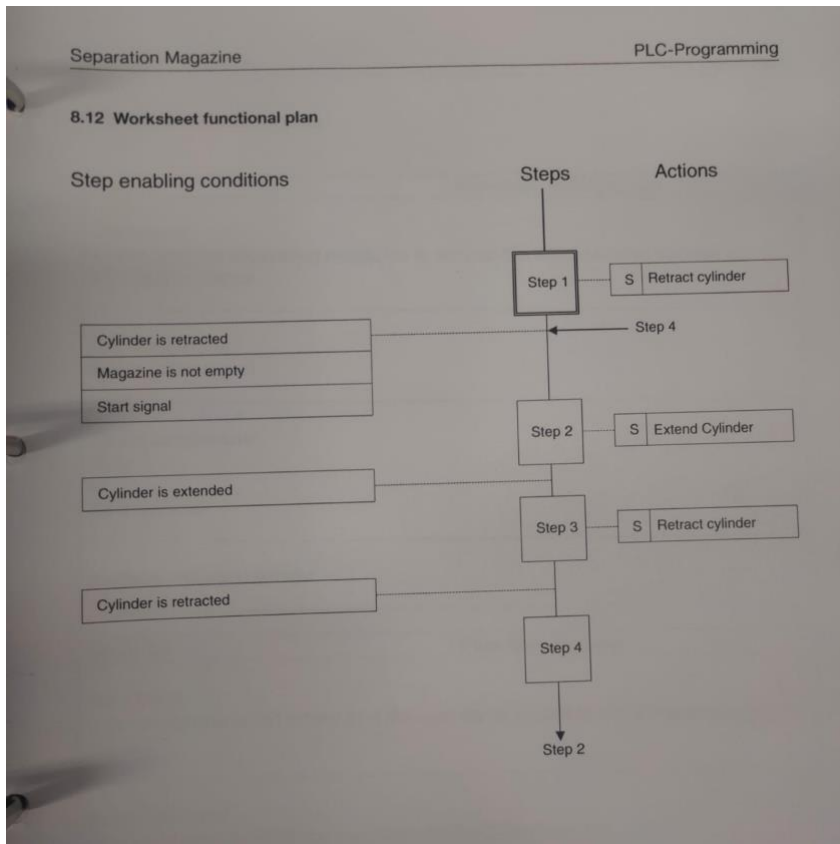 Separation Magazine PLC-Programming
8.12 Worksheet functional plan
Step enabling conditions Steps Actions
Step 1 S Retract cylinder
Step 4
Cylinder is retracted
Magazine is not empty
Start signal
Step 2 S Extend Cylinder
Cylinder is extended
Step 3 S Retract cylinder
Cylinder is retracted
Step 4
Step 2